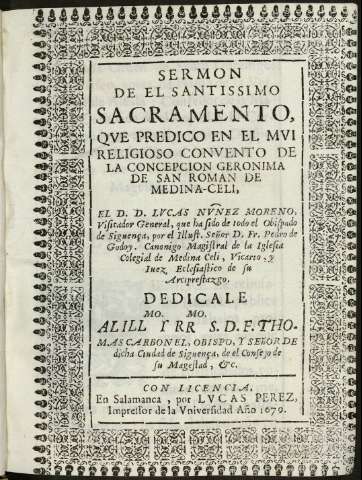 SERMON
DE EL SANTISSIMO
SACRAMENTO,
QVE PREDICO EN EL MVI
RELIGIOSO CONVENTO DE
LA CONCEPCION GERONIMA
DE SAN ROMAN DE
MEDINA-CELI,
EL D. D. LVCAS NVÑEZ MORENO,
Visitador General, que ha sido de todo el Obispado
de Siguença, por el Illust. Señor D. Fr. Pedro de
Godoy. Canonigo Magistral de la Iglesia
Colegial de Medina Celi, Vicario, y
Iuez Eclesiastico de su
Arciprestazgo.
DEDICALE
MO. MO.
AL ILL Y RR S. D. F. THO-
MAS CARBONEL, OBISPO, Y SEÑOR DE
dicha Ciudad de Siguença, de el Consejo de
su Magestad, &c.
CON LICENCIA.
En Salamanca, por LVCAS PEREZ,
Impressor de la Vniversidad Año 1679.